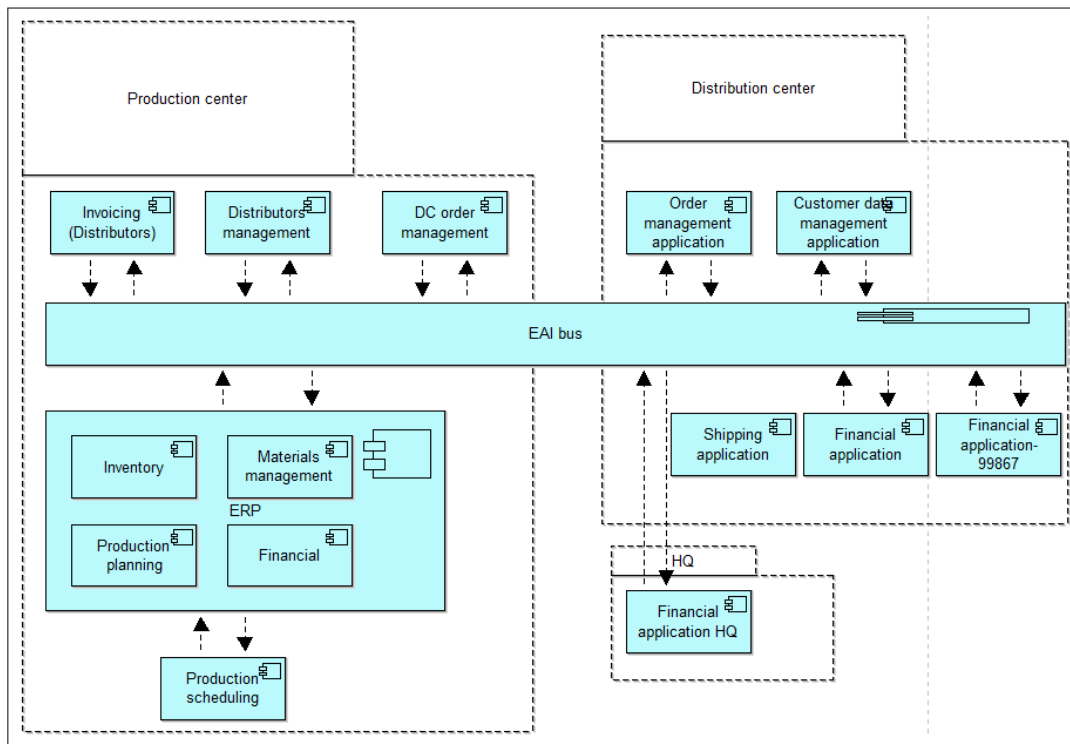 Production center
Distribution center
Invoicing
(Distributors)
Distributors
management
DC order
management
Order
management
application
Customer data
management
application
EAI bus
Inventory
Materials
management
ERP
Production
planning
Financial
Shipping
application
Financial
application
Financial
application-
99867
HQ
Financial
application HQ
Production
scheduling